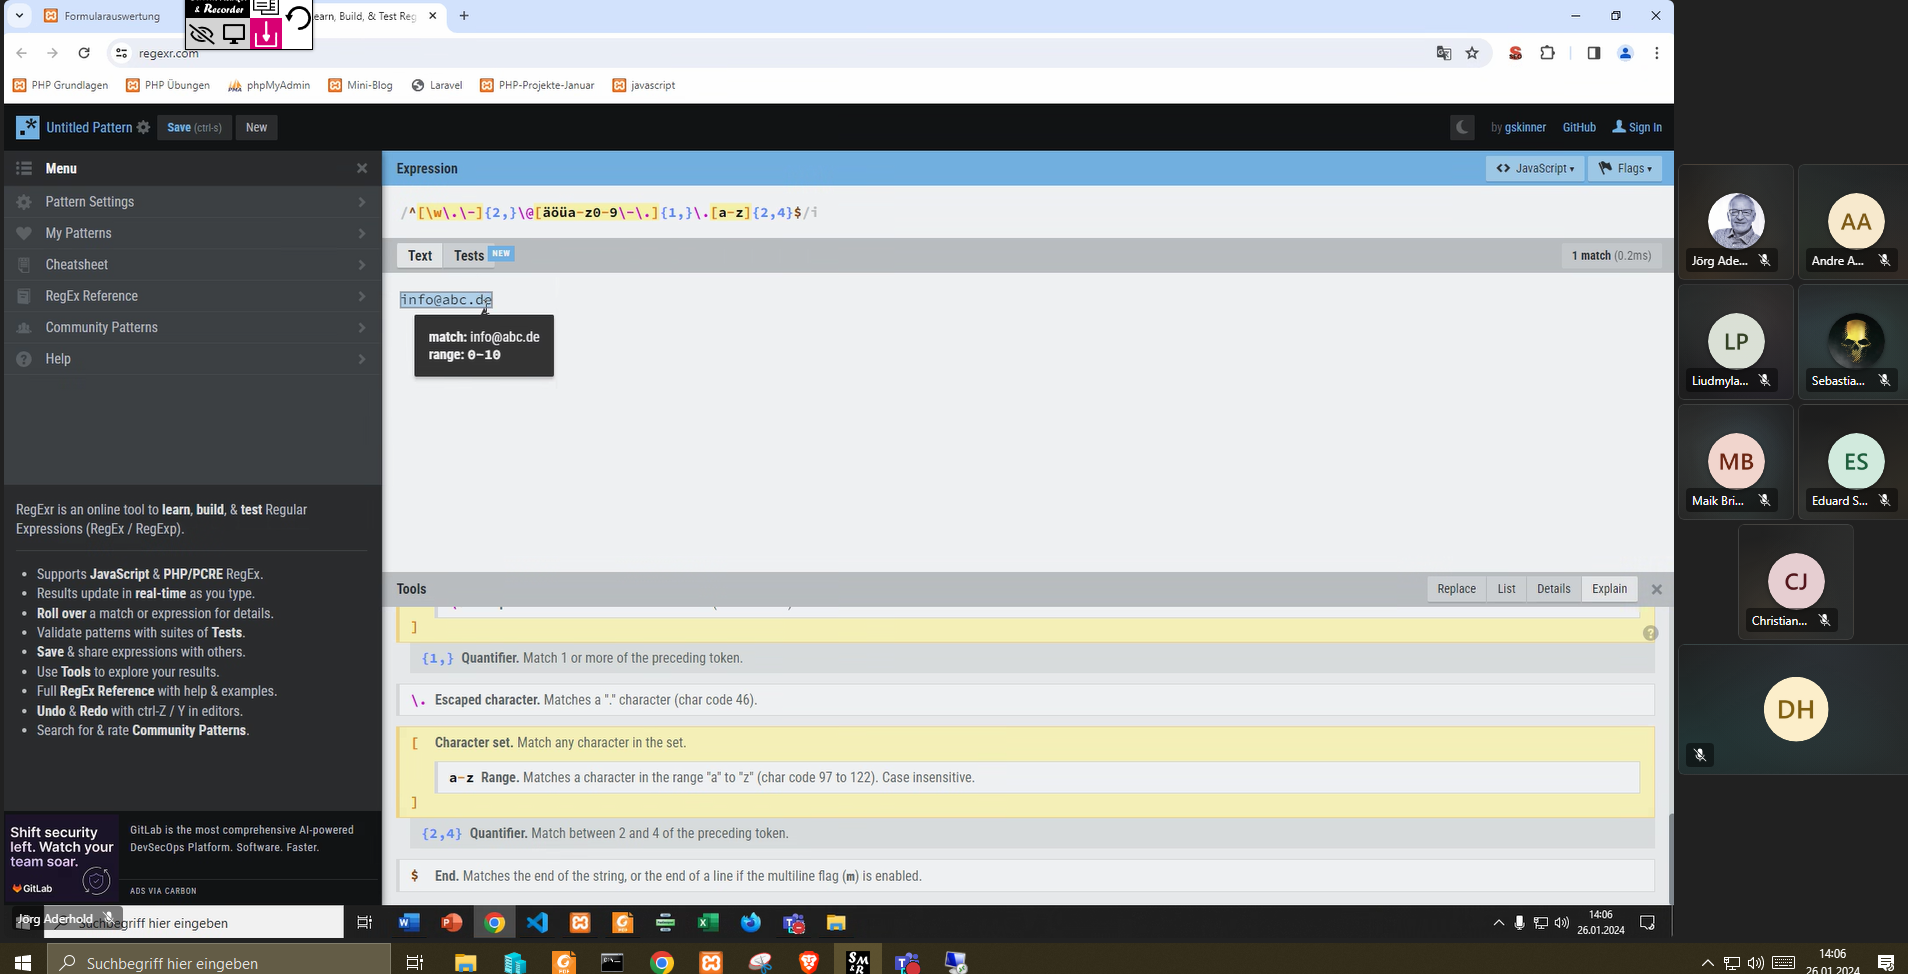 Formularauswertung
& Recorder
earn, Build, & Test Reg
regexr.com
PHP Grundlagen
PHP Übungen
phpMyAdmin
Mini-Blog
Laravel
PHP-Projekte-Januar
javascript
Untitled Pattern
Save (ctrl-s)
New
by gskinner
GitHub
Sign In
Menu
Pattern Settings
My Patterns
Cheatsheet
RegEx Reference
Community Patterns
Help
Expression
JavaScript
Flags
/^[\w\.\-]{2,}\@[äöüa-z0-9\-\.]{1,}\.[a-z]{2,4}$/i
Text
Tests
NEW
1 match (0.2ms)
info@abc.de
match: info@abc.de
range: 0-10
RegExr is an online tool to learn, build, & test Regular
Expressions (RegEx / RegExp).
• Supports JavaScript & PHP/PCRE RegEx.
• Results update in real-time as you type.
• Roll over a match or expression for details.
• Validate patterns with suites of Tests.
• Save & share expressions with others.
• Use Tools to explore your results.
• Full RegEx Reference with help & examples.
• Undo & Redo with ctrl-Z / Y in editors.
• Search for & rate Community Patterns.
Shift security
left. Watch your
team soar.
GitLab
GitLab is the most comprehensive AI-powered
DevSecOps Platform. Software. Faster.
ADS VIA CARBON
Tools
Replace
List
Details
Explain
]
{1,} Quantifier. Match 1 or more of the preceding token.
\. Escaped character. Matches a "." character (char code 46).
[ Character set. Match any character in the set.
a-z Range. Matches a character in the range "a" to "z" (char code 97 to 122). Case insensitive.
]
{2,4} Quantifier. Match between 2 and 4 of the preceding token.
$ End. Matches the end of the string, or the end of a line if the multiline flag (m) is enabled.
Jörg Ade...
AA
Andre A...
LP
Liudmyla...
Sebastia...
MB
Maik Bri...
ES
Eduard S...
CJ
Christian...
DH
Jörg Aderhold
Suchbegriff hier eingeben
14:06
26.01.2024
Suchbegriff hier eingeben
14:06
26.01.2024